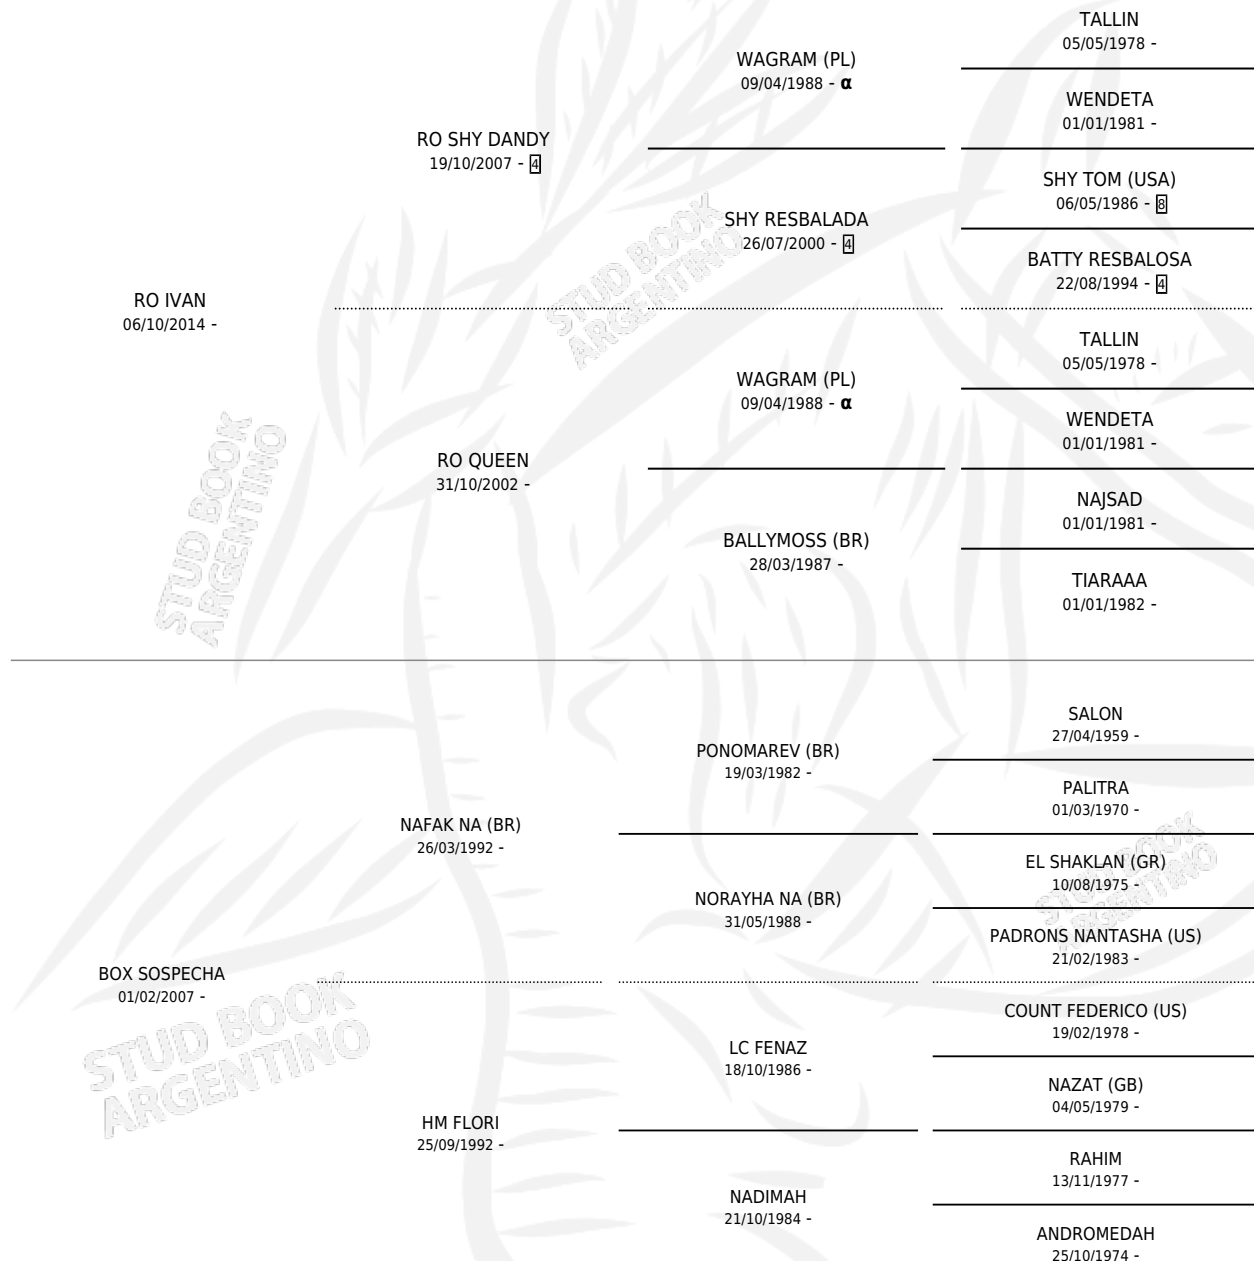 TALLIN
05/05/1978 -
WAGRAM (PL)
09/04/1988 - α
WENDETA
01/01/1981 -
RO SHY DANDY
19/10/2007 - 4
SHY TOM (USA)
06/05/1986 - 8
SHY RESBALADA
26/07/2000 - 4
BATTY RESBALOSA
22/08/1994 - 4
RO IVAN
06/10/2014 -
TALLIN
05/05/1978 -
WAGRAM (PL)
09/04/1988 - α
WENDETA
01/01/1981 -
RO QUEEN
31/10/2002 -
NAJSAD
01/01/1981 -
BALLYMOSS (BR)
28/03/1987 -
TIARAAA
01/01/1982 -
STUD BOOK
ARGENTINO
STUD BOOK
ARGENTINO
SALON
27/04/1959 -
PONOMAREV (BR)
19/03/1982 -
PALITRA
01/03/1970 -
NAFAK NA (BR)
26/03/1992 -
EL SHAKLAN (GR)
10/08/1975 -
NORAYHA NA (BR)
31/05/1988 -
PADRONS NANTASHA (US)
21/02/1983 -
BOX SOSPECHA
01/02/2007 -
COUNT FEDERICO (US)
19/02/1978 -
LC FENAZ
18/10/1986 -
NAZAT (GB)
04/05/1979 -
HM FLORI
25/09/1992 -
RAHIM
13/11/1977 -
NADIMAH
21/10/1984 -
ANDROMEDAH
25/10/1974 -
STUD BOOK
ARGENTINO
STUD BOOK
ARGENTINO